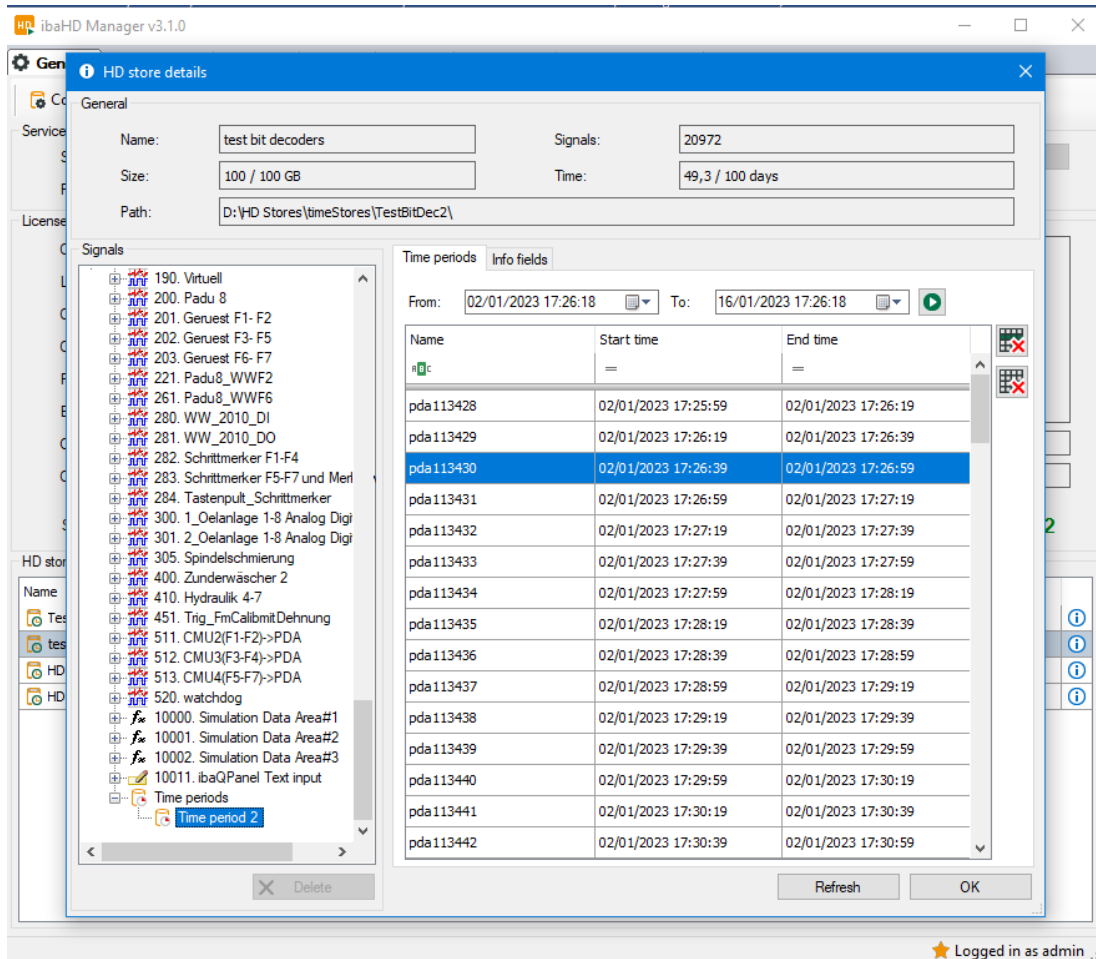 HD ibaHD Manager v3.1.0
Gen
HD store details
Co
General
Service
Name: test bit decoders Signals: 20972
Size: 100 / 100 GB Time: 49,3 / 100 days
Path: D:\HD Stores\timeStores\TestBitDec2\
License
Signals
190. Virtuell
200. Padu 8
201. Geruest F1- F2
202. Geruest F3- F5
203. Geruest F6- F7
221. Padu8_WWF2
261. Padu8_WWF6
280. WW_2010_DI
281. WW_2010_DO
282. Schrittmerker F1-F4
283. Schrittmerker F5-F7 und Merk
284. Tastenpult_Schrittmerker
300. 1_Oelanlage 1-8 Analog Digi
301. 2_Oelanlage 1-8 Analog Digi
305. Spindelschmierung
400. Zunderwäscher 2
410. Hydraulik 4-7
451. Trig_FmCalibmitDehnung
511. CMU2(F1-F2)->PDA
512. CMU3(F3-F4)->PDA
513. CMU4(F5-F7)->PDA
520. watchdog
10000. Simulation Data Area#1
10001. Simulation Data Area#2
10002. Simulation Data Area#3
10011. ibaQPanel Text input
Time periods
Time period 2
Delete
Time periods Info fields
From: 02/01/2023 17:26:18 To: 16/01/2023 17:26:18
Name Start time End time
ABC = =
pda113428 02/01/2023 17:25:59 02/01/2023 17:26:19
pda113429 02/01/2023 17:26:19 02/01/2023 17:26:39
pda113430 02/01/2023 17:26:39 02/01/2023 17:26:59
pda113431 02/01/2023 17:26:59 02/01/2023 17:27:19
pda113432 02/01/2023 17:27:19 02/01/2023 17:27:39
pda113433 02/01/2023 17:27:39 02/01/2023 17:27:59
pda113434 02/01/2023 17:27:59 02/01/2023 17:28:19
pda113435 02/01/2023 17:28:19 02/01/2023 17:28:39
pda113436 02/01/2023 17:28:39 02/01/2023 17:28:59
pda113437 02/01/2023 17:28:59 02/01/2023 17:29:19
pda113438 02/01/2023 17:29:19 02/01/2023 17:29:39
pda113439 02/01/2023 17:29:39 02/01/2023 17:29:59
pda113440 02/01/2023 17:29:59 02/01/2023 17:30:19
pda113441 02/01/2023 17:30:19 02/01/2023 17:30:39
pda113442 02/01/2023 17:30:39 02/01/2023 17:30:59
Refresh OK
2
HD stor
Name
Tes
tes
HD
HD
Logged in as admin